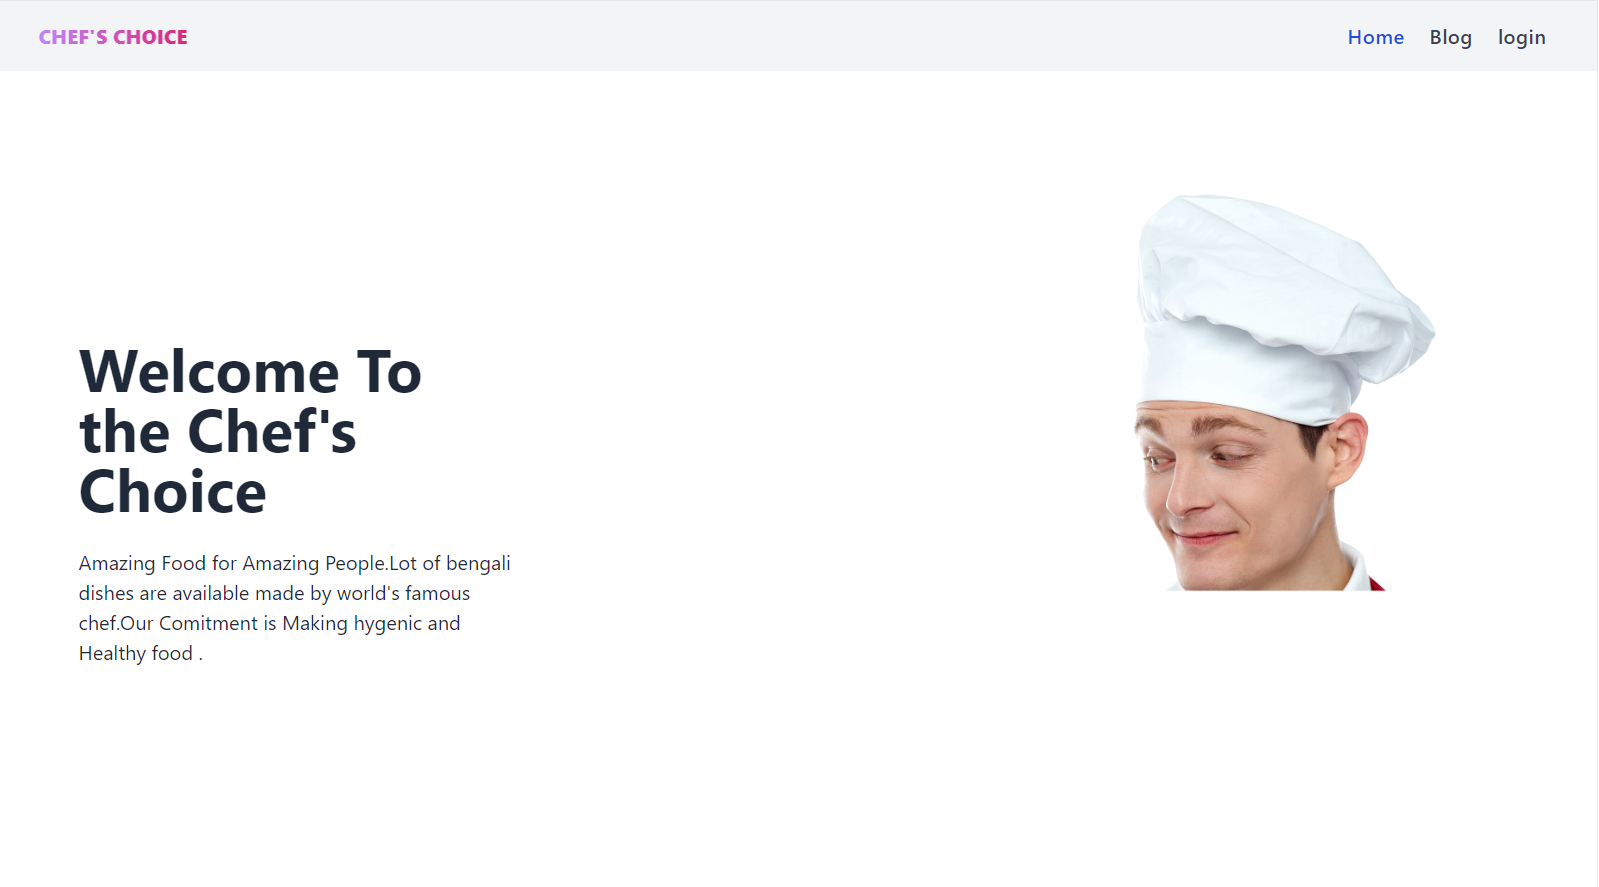 CHEF'S CHOICE
Home Blog login
Welcome To
the Chef's
Choice
Amazing Food for Amazing People.Lot of bengali
dishes are available made by world's famous
chef.Our Comitment is Making hygenic and
Healthy food .